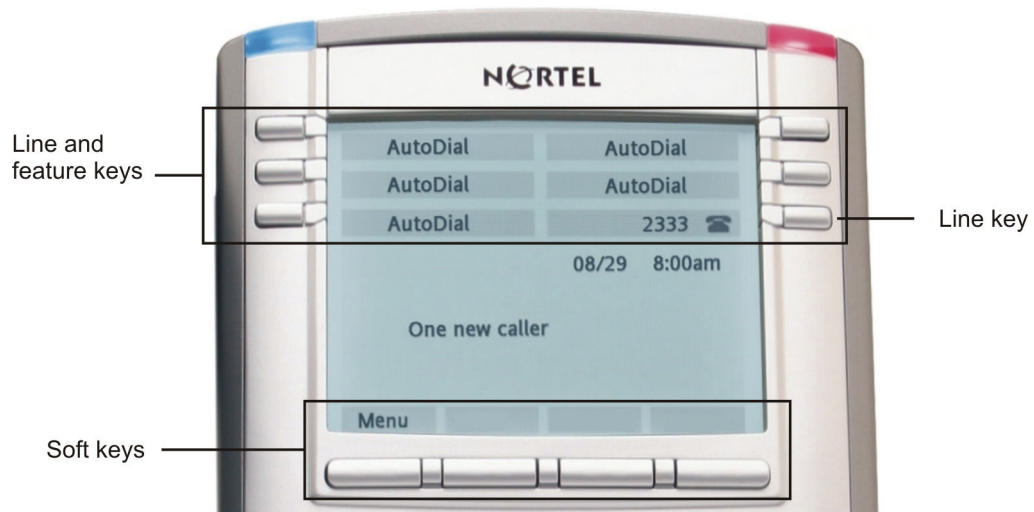 NORTEL
Line and
feature keys
AutoDial AutoDial
AutoDial AutoDial
AutoDial 2333
Line key
08/29 8:00am
One new caller
Menu
Soft keys